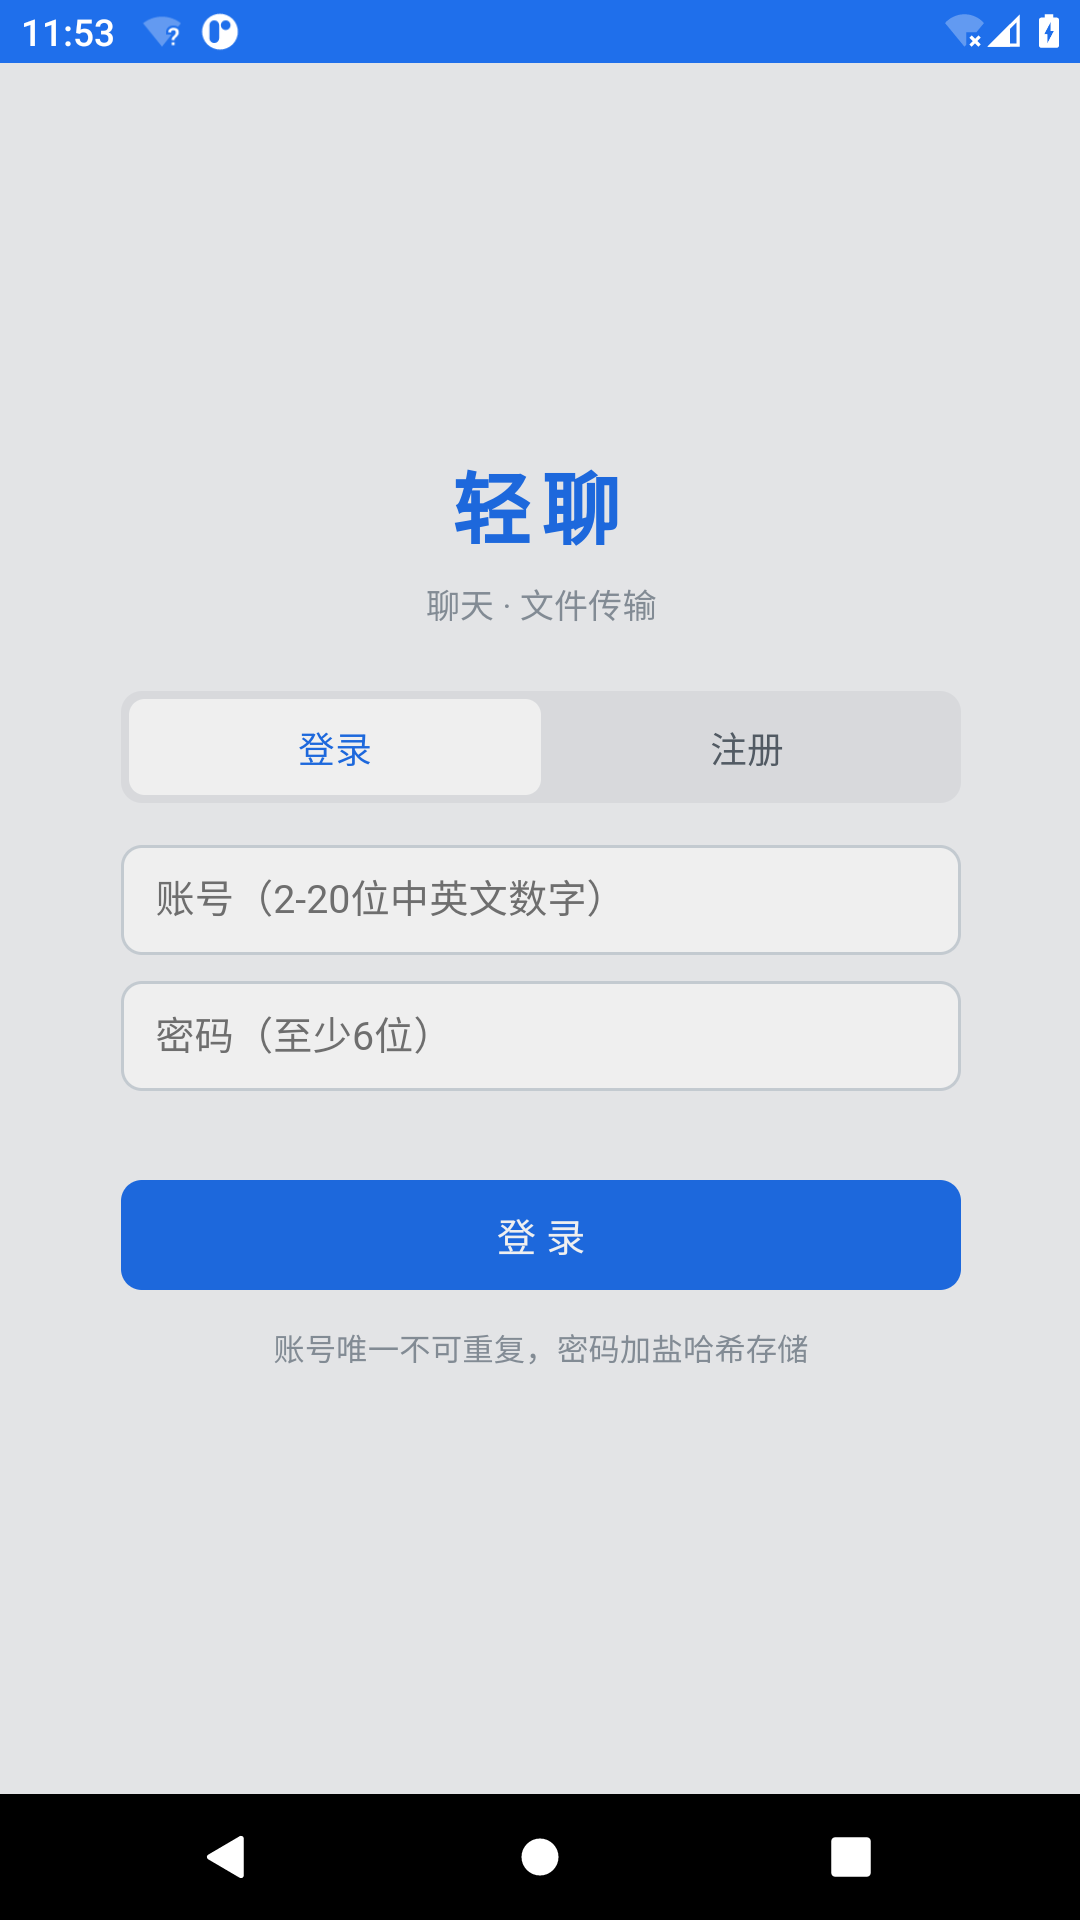 11:53
轻聊
聊天 · 文件传输
登录
注册
账号（2-20位中英文数字）
密码（至少6位）
登 录
账号唯一不可重复，密码加盐哈希存储